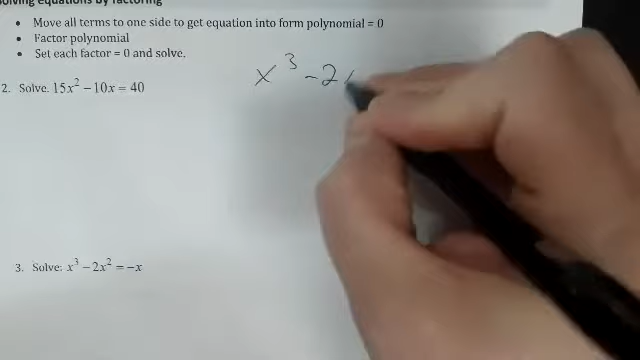 solving equations by factoring
• Move all terms to one side to get equation into form polynomial = 0
• Factor polynomial
• Set each factor = 0 and solve.
2. Solve. 15x² − 10x = 40
x³ − 2
3. Solve: x³ − 2x² = −x